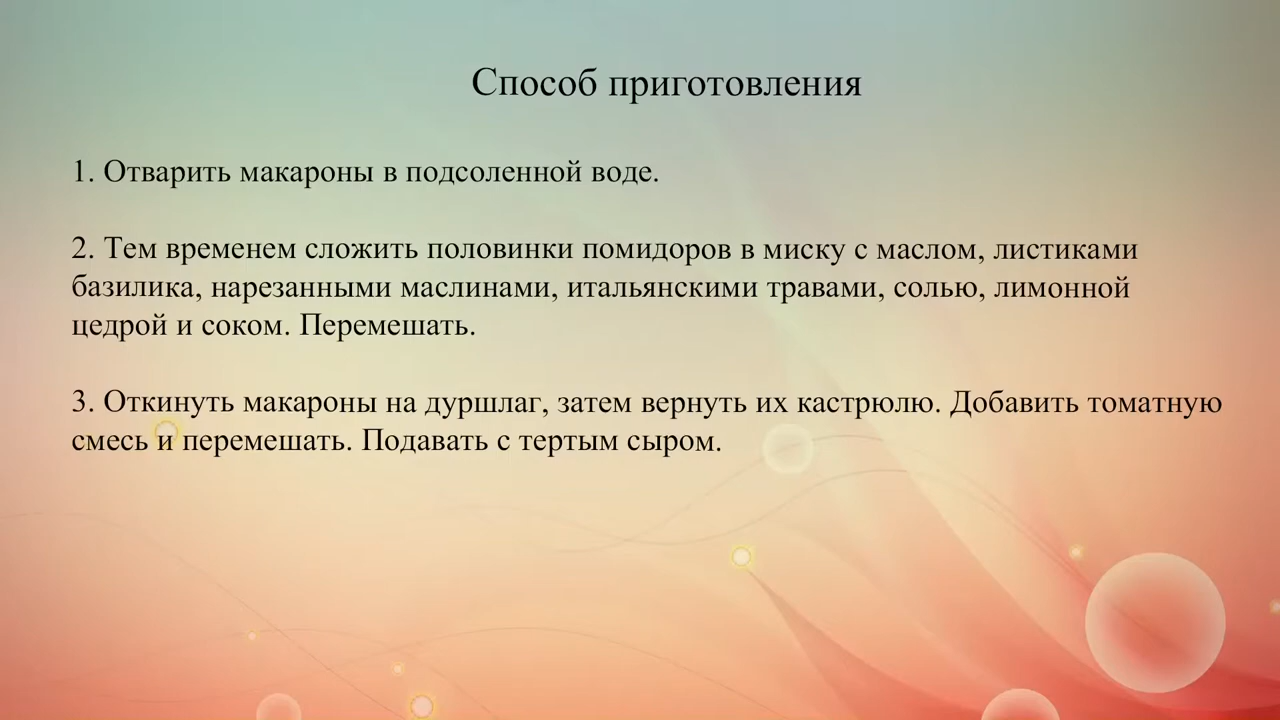 Способ приготовления
1. Отварить макароны в подсоленной воде.
2. Тем временем сложить половинки помидоров в миску с маслом, листиками
базилика, нарезанными маслинами, итальянскими травами, солью, лимонной
цедрой и соком. Перемешать.
3. Откинуть макароны на дуршлаг, затем вернуть их кастрюлю. Добавить томатную
смесь и перемешать. Подавать с тертым сыром.